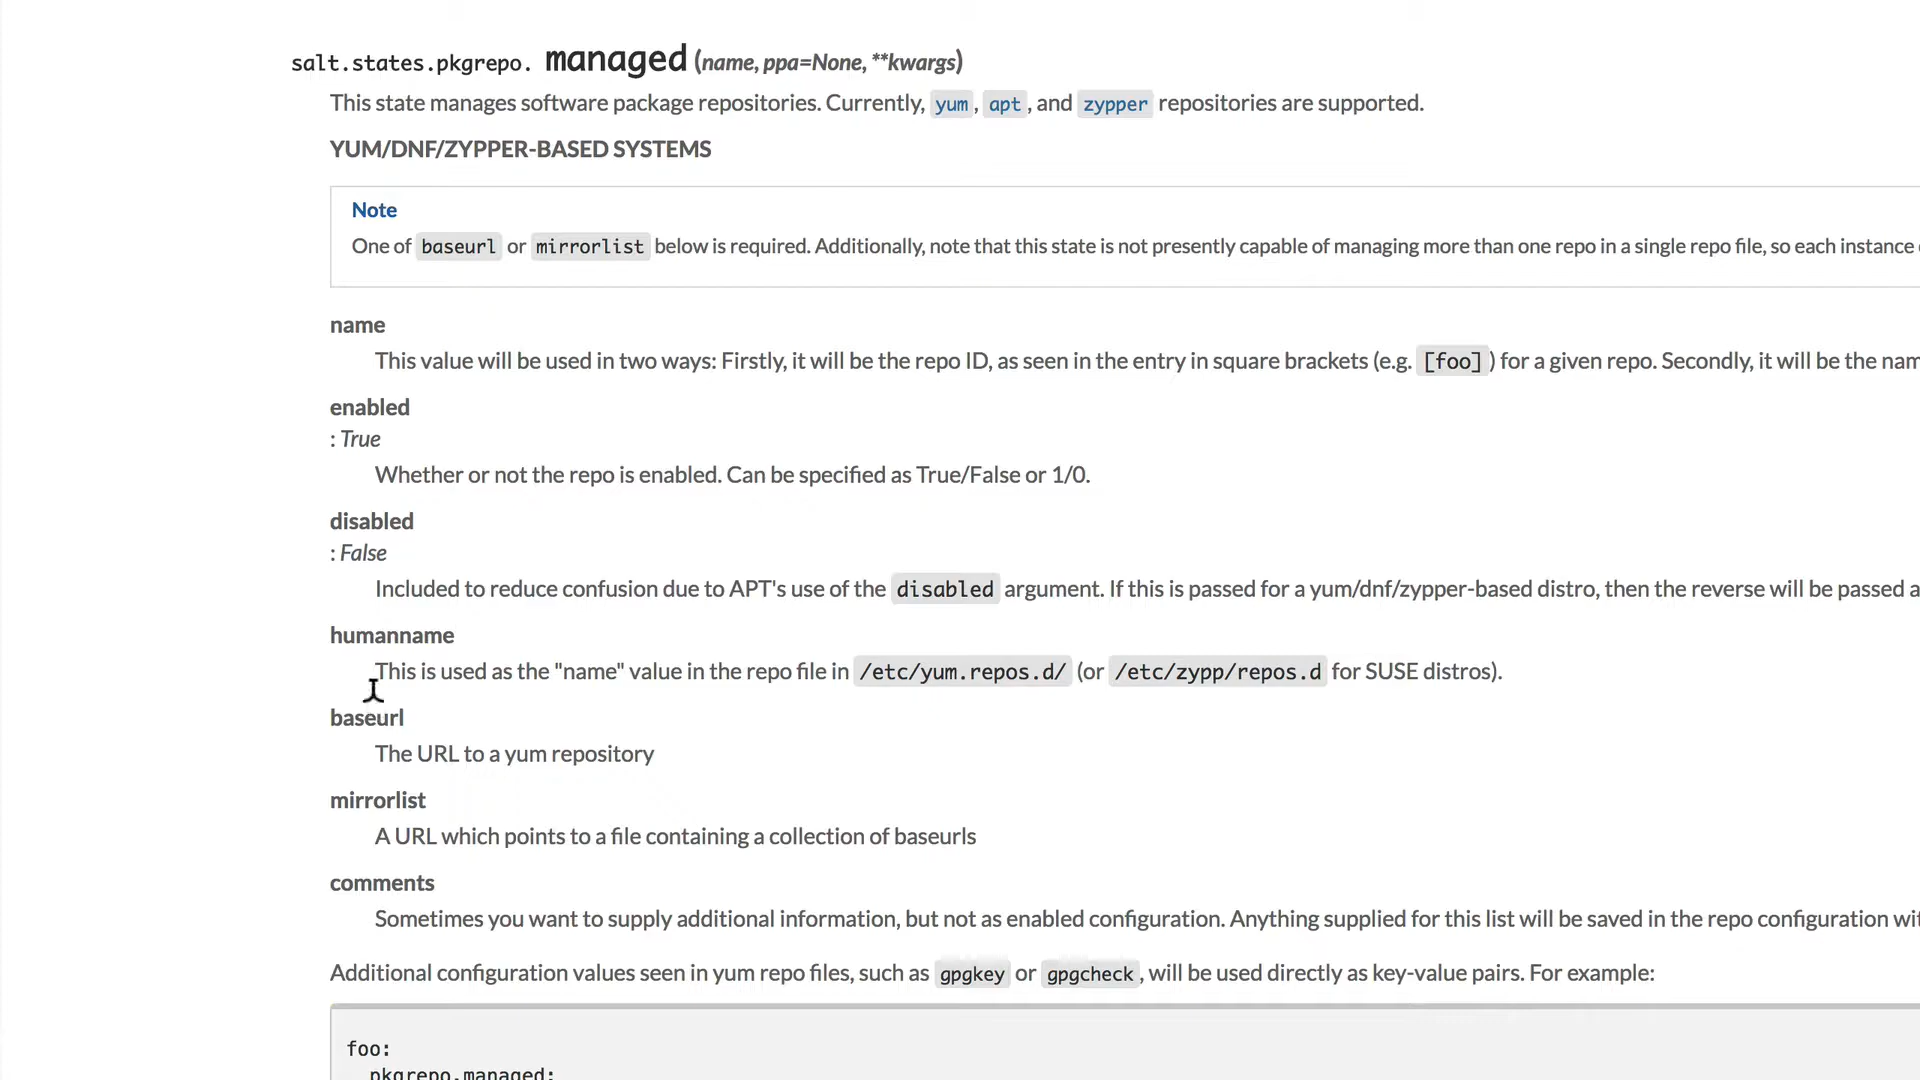 salt.states.pkgrepo. managed (name, ppa=None, **kwargs)
This state manages software package repositories. Currently, yum, apt, and zypper repositories are supported.
YUM/DNF/ZYPPER-BASED SYSTEMS
Note
One of baseurl or mirrorlist below is required. Additionally, note that this state is not presently capable of managing more than one repo in a single repo file, so each instance
name
This value will be used in two ways: Firstly, it will be the repo ID, as seen in the entry in square brackets (e.g. [foo]) for a given repo. Secondly, it will be the
enabled
: True
Whether or not the repo is enabled. Can be specified as True/False or 1/0.
disabled
: False
Included to reduce confusion due to APT's use of the disabled argument. If this is passed for a yum/dnf/zypper-based distro, then the reverse will be passed
humanname
This is used as the "name" value in the repo file in /etc/yum.repos.d/ (or /etc/zypp/repos.d for SUSE distros).
baseurl
The URL to a yum repository
mirrorlist
A URL which points to a file containing a collection of baseurls
comments
Sometimes you want to supply additional information, but not as enabled configuration. Anything supplied for this list will be saved in the repo configuration
Additional configuration values seen in yum repo files, such as gpgkey or gpgcheck, will be used directly as key-value pairs. For example:
foo:
pkgrepo.managed: